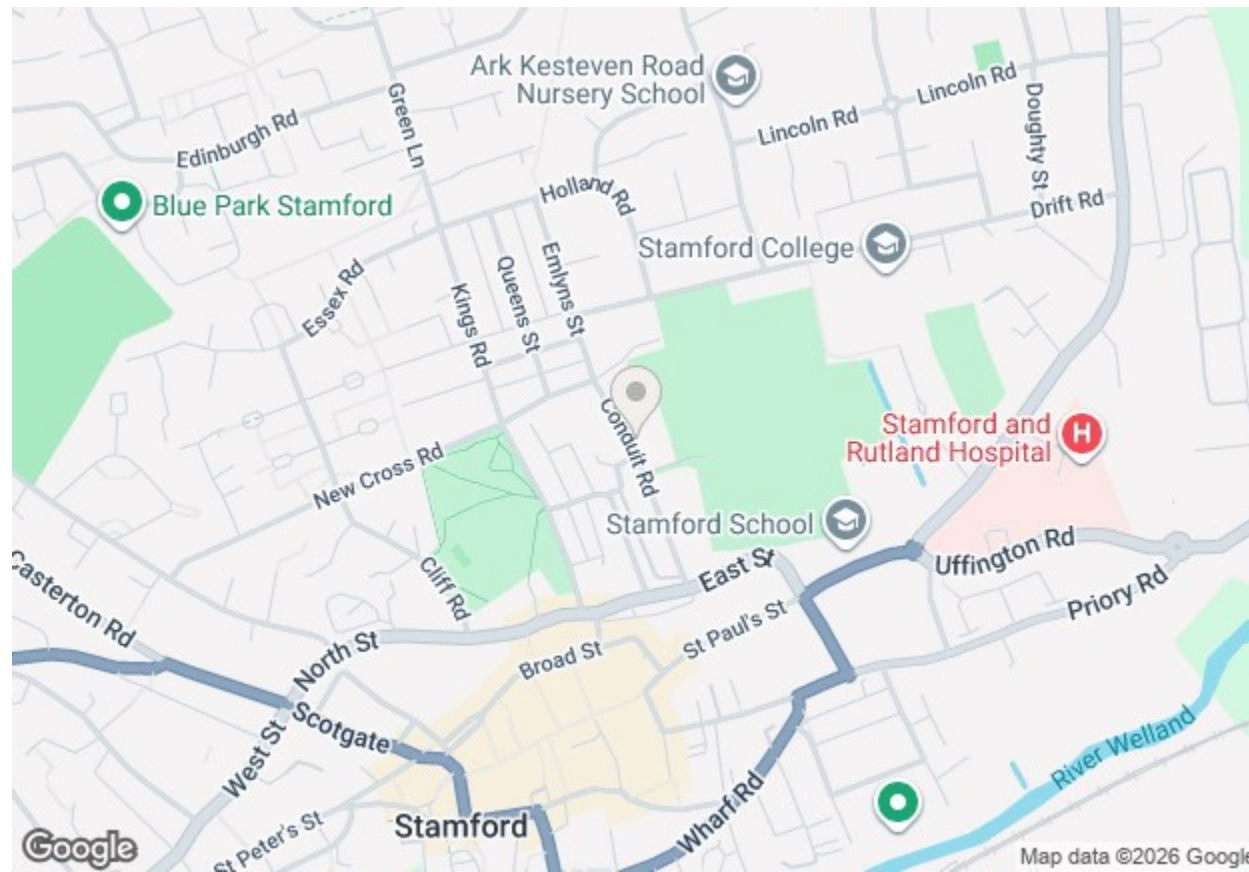 Ark Kesteven Road
Nursery School
Lincoln Rd
Lincoln Rd
Green Ln
Doughty St
Edinburgh Rd
Holland Rd
Drift Rd
Blue Park Stamford
Stamford College
Emlyns St
Queens St
Essex Rd
Kings Rd
Conduit Rd
Stamford and
Rutland Hospital
H
New Cross Rd
Stamford School
East St
Uffington Rd
Cliff Rd
Priory Rd
casterton Rd
St Paul's St
North St
Broad St
Scotgate
West St
River Welland
Wharf Rd
Stamford
St Peter's St
Google
Map data ©2026 Google